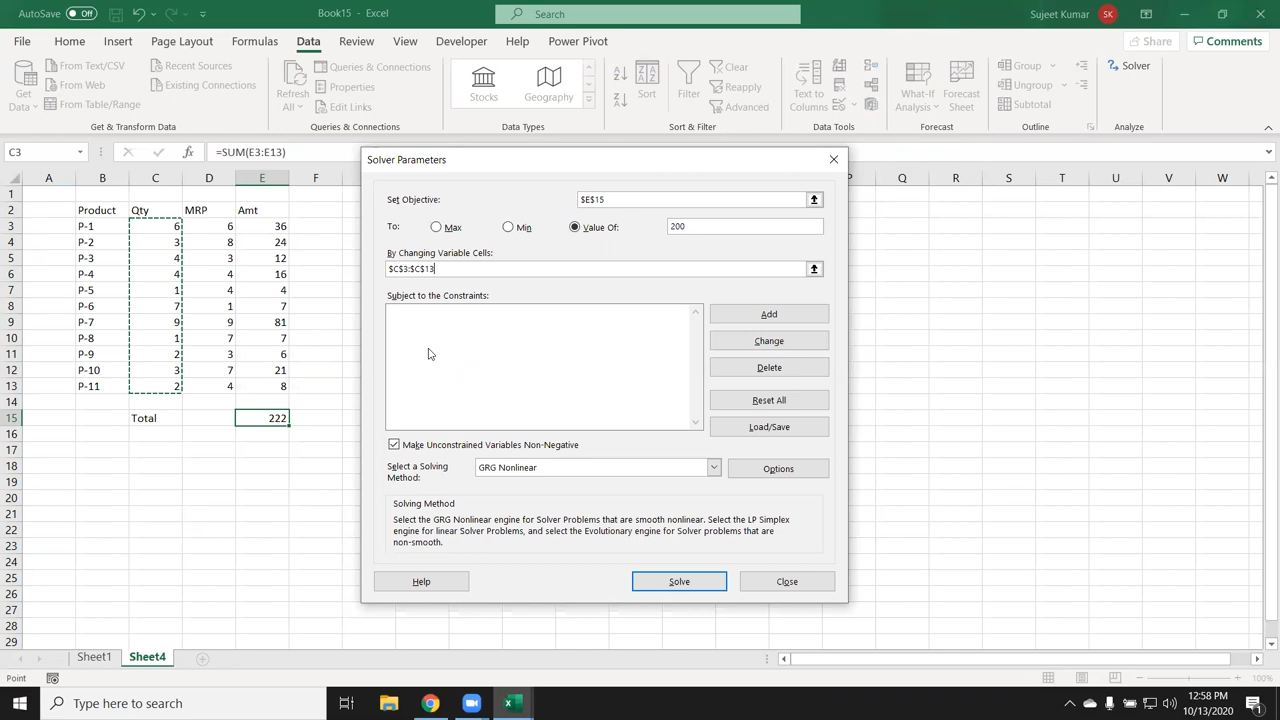 AutoSave Off
Book15 - Excel
Search
Sujeet Kumar SK
File Home Insert Page Layout Formulas Data Review View Developer Help Power Pivot
Share Comments
Get Data
From Text/CSV
From Web
From Table/Range
Recent Sources
Existing Connections
Get & Transform Data
Refresh All
Queries & Connections
Properties
Edit Links
Queries & Connections
Stocks
Geography
Data Types
Sort
Filter
Clear
Reapply
Advanced
Sort & Filter
Text to Columns
Data Tools
What-If Analysis
Forecast Sheet
Forecast
Group
Ungroup
Subtotal
Outline
Solver
Analyze
C3
fx =SUM(E3:E13)
A B C D E F P Q R S T U V W
1
2 Product Qty MRP Amt
3 P-1 6 6 36
4 P-2 3 8 24
5 P-3 4 3 12
6 P-4 4 4 16
7 P-5 1 4 4
8 P-6 7 1 7
9 P-7 9 9 81
10 P-8 1 7 7
11 P-9 2 3 6
12 P-10 3 7 21
13 P-11 2 4 8
14
15 Total 222
16
17
18
19
20
21
22
23
24
25
26
27
28
29
Solver Parameters
Set Objective: $E$15
To: Max Min Value Of: 200
By Changing Variable Cells:
$C$3:$C$13
Subject to the Constraints:
Add
Change
Delete
Reset All
Load/Save
Make Unconstrained Variables Non-Negative
Select a Solving Method: GRG Nonlinear
Options
Solving Method
Select the GRG Nonlinear engine for Solver Problems that are smooth nonlinear. Select the LP Simplex
engine for linear Solver Problems, and select the Evolutionary engine for Solver problems that are
non-smooth.
Help Solve Close
Sheet1 Sheet4
Point
100%
Type here to search
12:58 PM
10/13/2020